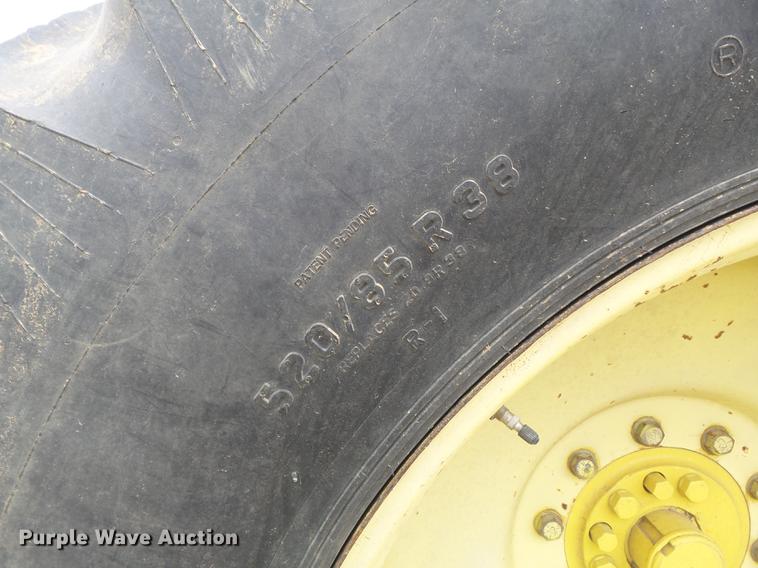 ®
PATENT PENDING
520/85 R 38
(REPLACES 20.8R38)
R-1
Purple Wave Auction